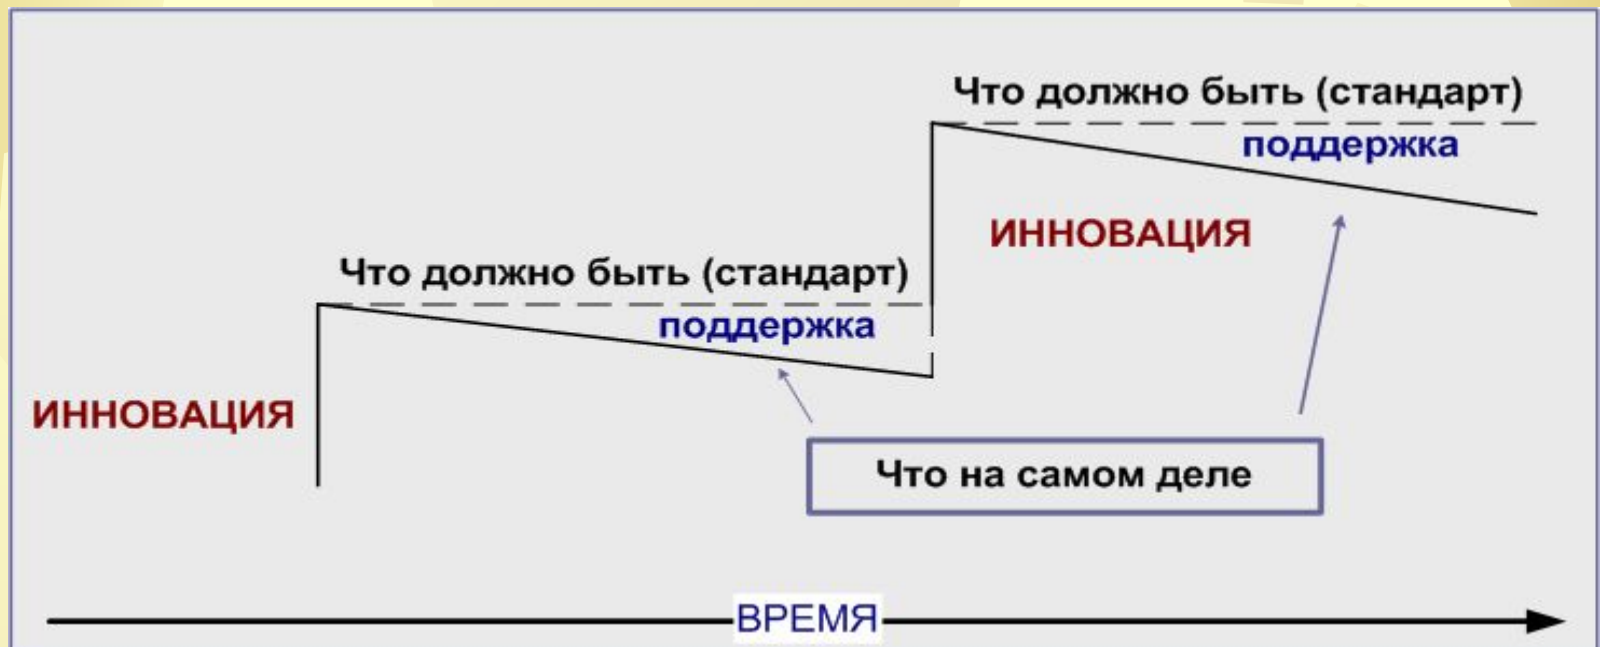 Что должно быть (стандарт)
поддержка
ИННОВАЦИЯ
Что должно быть (стандарт)
поддержка
ИННОВАЦИЯ
Что на самом деле
ВРЕМЯ